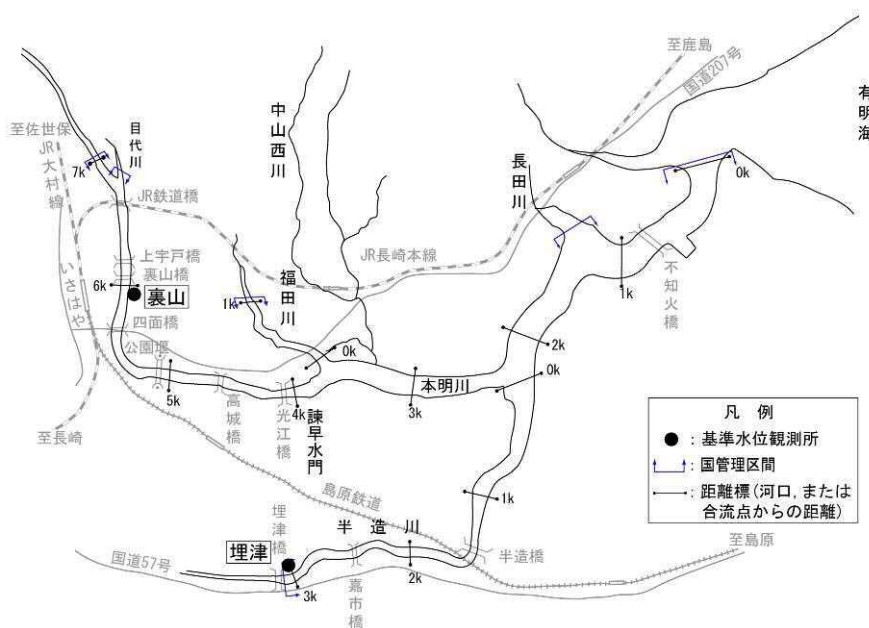 至鹿島
国道207号
有明海
至佐世保
JR大村線
目代川
中山西川
長田川
7k
0k
JR鉄道橋
JR長崎本線
上宇戸橋
裏山橋
6k
裏山
いさはや
四面橋
公園堰
福田川
1k
不知火橋
1k
0k
2k
0k
本明川
3k
5k
高城橋
光江橋
4k
諫早水門
至長崎
島原鉄道
1k
埋津橋
半造川
埋津
国道57号
嘉市橋
2k
3k
半造橋
至島原
凡例
：基準水位観測所
：国管理区間
：距離標（河口，または
合流点からの距離）